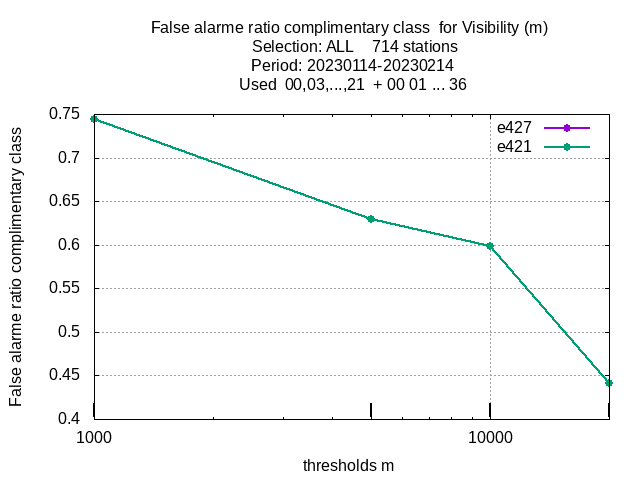 False alarme ratio complimentary class  for Visibility (m)
Selection: ALL    714 stations
Period: 20230114-20230214
Used  00,03,...,21  + 00 01 ... 36
False alarme ratio complimentary class
0.75
0.7
0.65
0.6
0.55
0.5
0.45
0.4
e427
e421
1000
10000
thresholds m